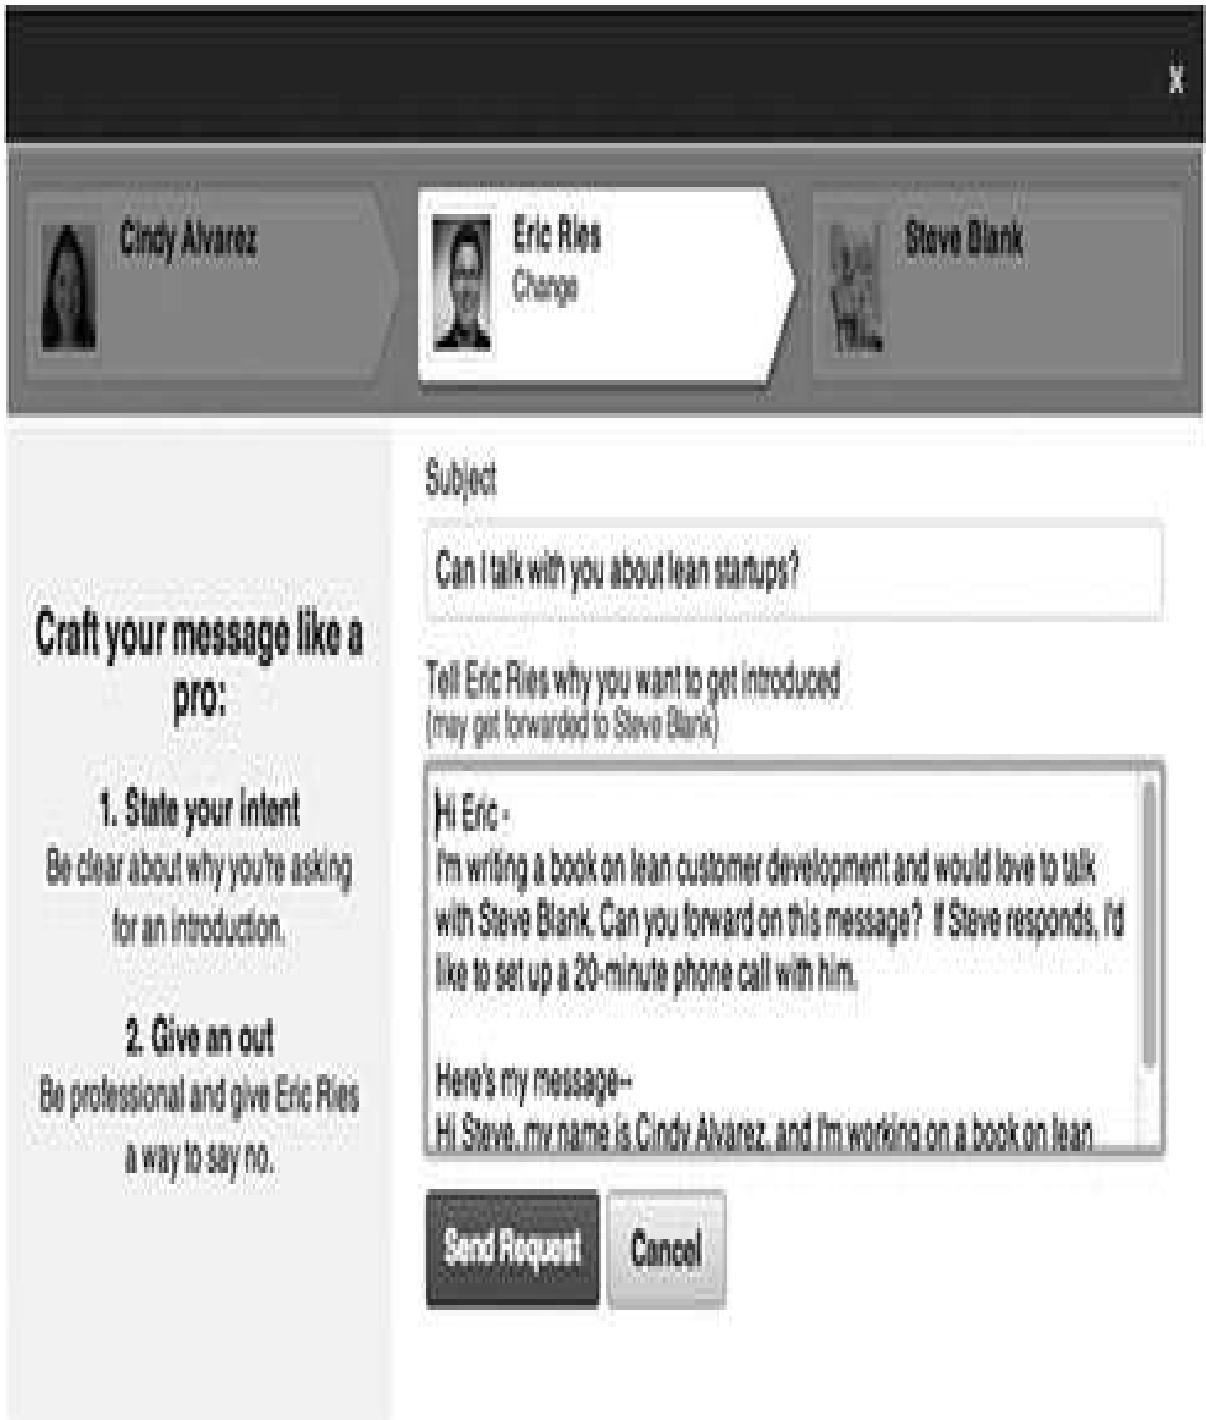 x
Cindy Alvarez
Eric Ries
Change
Steve Blank
Subject
Can I talk with you about lean startups?
Craft your message like a
pro:
1. State your intent
Be clear about why you're asking
for an introduction.
2. Give an out
Be professional and give Eric Ries
a way to say no.
Tell Eric Ries why you want to get introduced
(may get forwarded to Steve Blank)
Hi Eric -
I'm writing a book on lean customer development and would love to talk
with Steve Blank. Can you forward on this message? If Steve responds, I'd
like to set up a 20-minute phone call with him.
Here's my message--
Hi Steve, my name is Cindy Alvarez, and I'm working on a book on lean
Send Request
Cancel